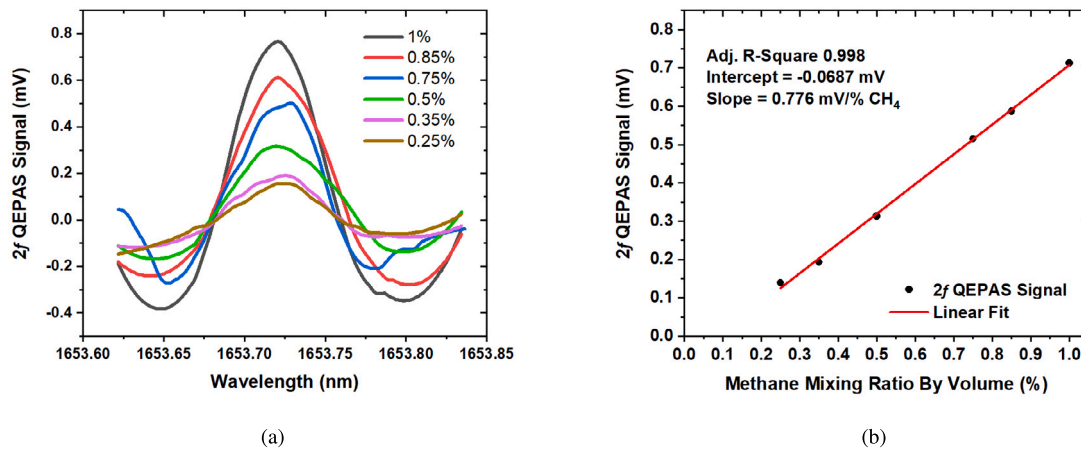 0.8
0.6
0.4
0.2
0.0
-0.2
-0.4
2f QEPAS Signal (mV)
1%
0.85%
0.75%
0.5%
0.35%
0.25%
1653.60 1653.65 1653.70 1653.75 1653.80 1653.85
Wavelength (nm)
(a)
0.8
0.7
0.6
0.5
0.4
0.3
0.2
0.1
0.0
2f QEPAS Signal (mV)
Adj. R-Square 0.998
Intercept = -0.0687 mV
Slope = 0.776 mV/% CH₄
2f QEPAS Signal
Linear Fit
0.0 0.1 0.2 0.3 0.4 0.5 0.6 0.7 0.8 0.9 1.0
Methane Mixing Ratio By Volume (%)
(b)